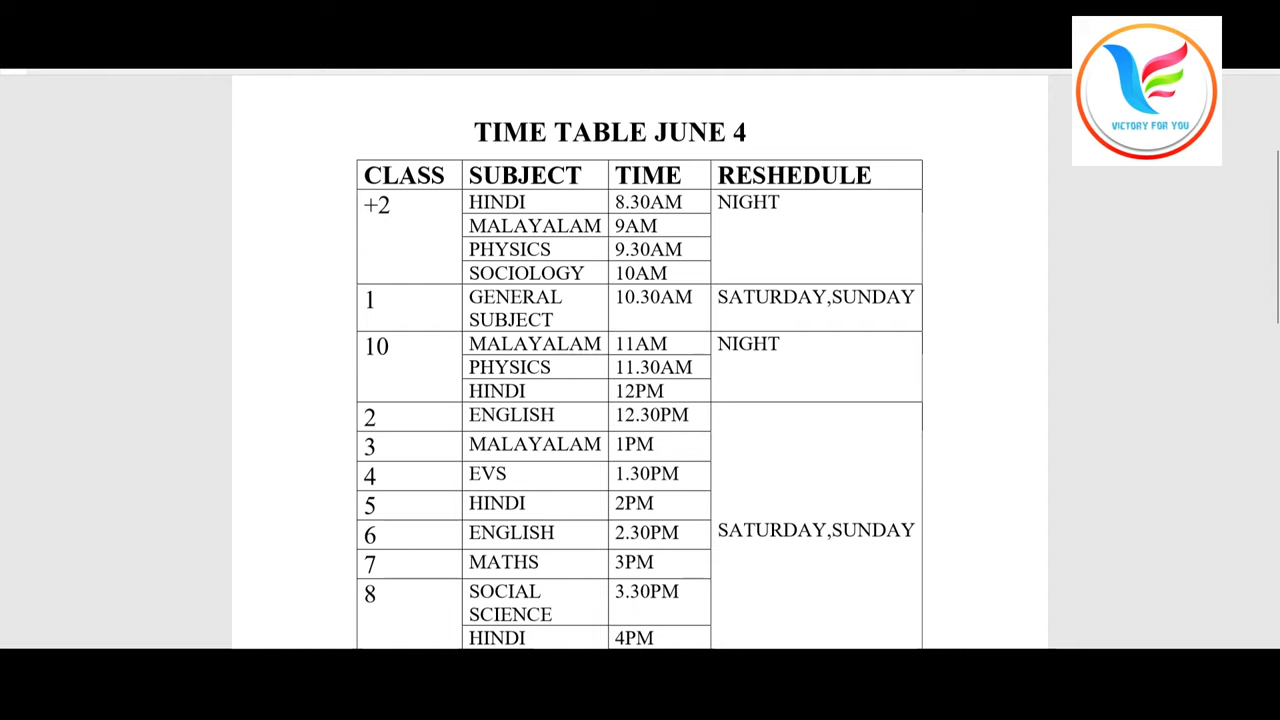 VICTORY FOR YOU
TIME TABLE JUNE 4
CLASS SUBJECT TIME RESHEDULE
+2 HINDI 8.30AM NIGHT
MALAYALAM 9AM
PHYSICS 9.30AM
SOCIOLOGY 10AM
1 GENERAL 10.30AM SATURDAY,SUNDAY
SUBJECT
10 MALAYALAM 11AM NIGHT
PHYSICS 11.30AM
HINDI 12PM
2 ENGLISH 12.30PM
3 MALAYALAM 1PM
4 EVS 1.30PM
5 HINDI 2PM
6 ENGLISH 2.30PM SATURDAY,SUNDAY
7 MATHS 3PM
8 SOCIAL 3.30PM
SCIENCE
HINDI 4PM